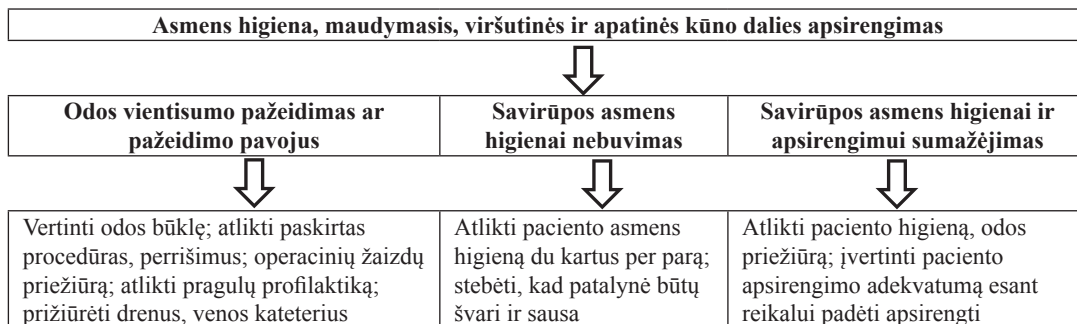 Asmens higiena, maudymasis, viršutinės ir apatinės kūno dalies apsirengimas
Odos vientisumo pažeidimas ar
pažeidimo pavojus
Savirūpos asmens
higienai nebuvimas
Savirūpos asmens higienai ir
apsirengimui sumažėjimas
Vertinti odos būklę; atlikti paskirtas
procedūras, perrišimus; operacinių žaizdų
priežiūrą; atlikti pragulų profilaktiką;
prižiūrėti drenus, venos kateterius
Atlikti paciento asmens
higieną du kartus per parą;
stebėti, kad patalynė būtų
švari ir sausa
Atlikti paciento higieną, odos
priežiūrą; įvertinti paciento
apsirengimo adekvatumą esant
reikalui padėti apsirengti